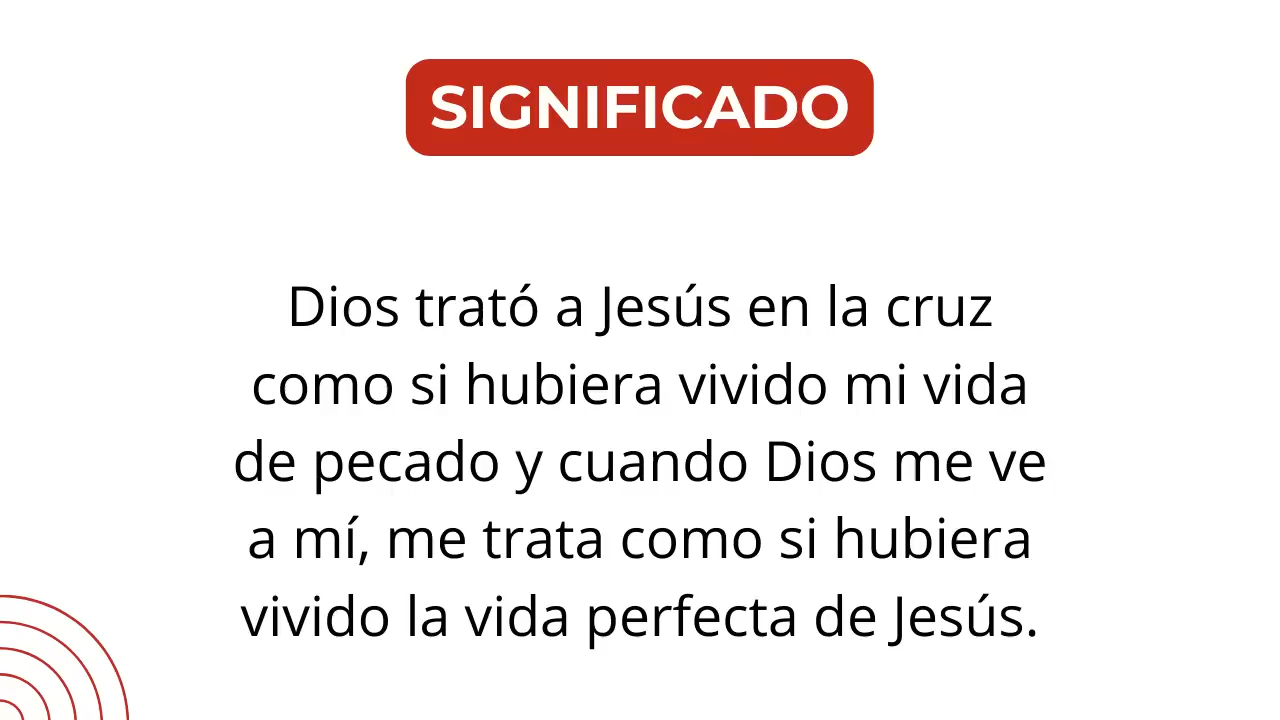 SIGNIFICADO
Dios trató a Jesús en la cruz
como si hubiera vivido mi vida
de pecado y cuando Dios me ve
a mí, me trata como si hubiera
vivido la vida perfecta de Jesús.